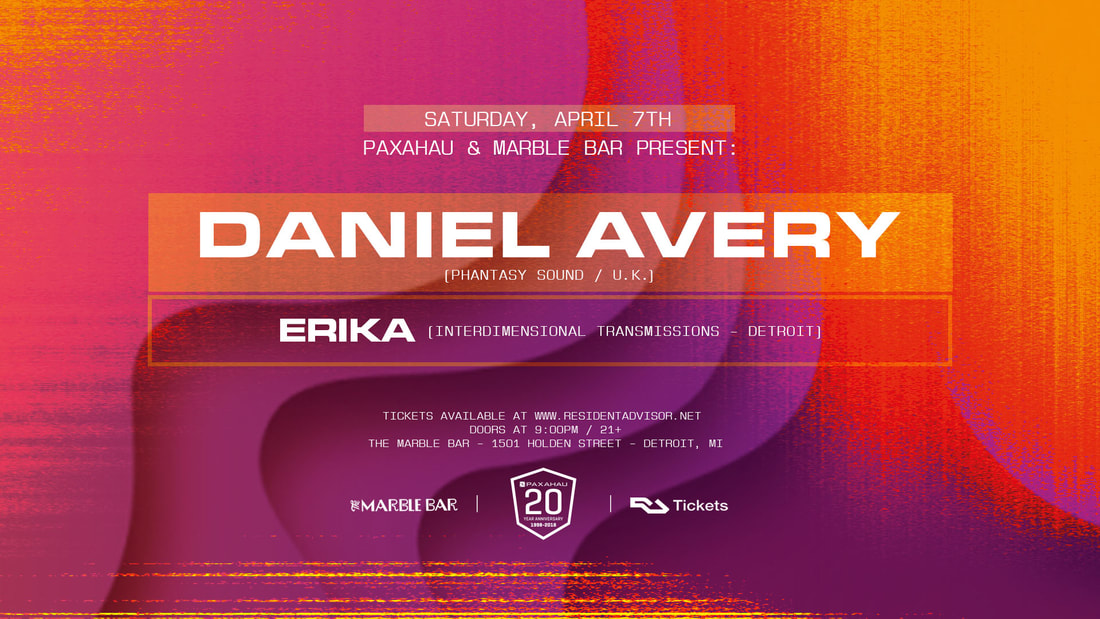 SATURDAY, APRIL 7TH
PAXAHAU & MARBLE BAR PRESENT:
DANIEL AVERY
(PHANTASY SOUND / U.K.)
ERIKA (INTERDIMENSIONAL TRANSMISSIONS - DETROIT)
TICKETS AVAILABLE AT WWW.RESIDENTADVISOR.NET
DOORS AT 9:00PM / 21+
THE MARBLE BAR - 1501 HOLDEN STREET - DETROIT, MI
THE MARBLE BAR
PAXAHAU
20
YEAR ANNIVERSARY
1998-2018
RA Tickets